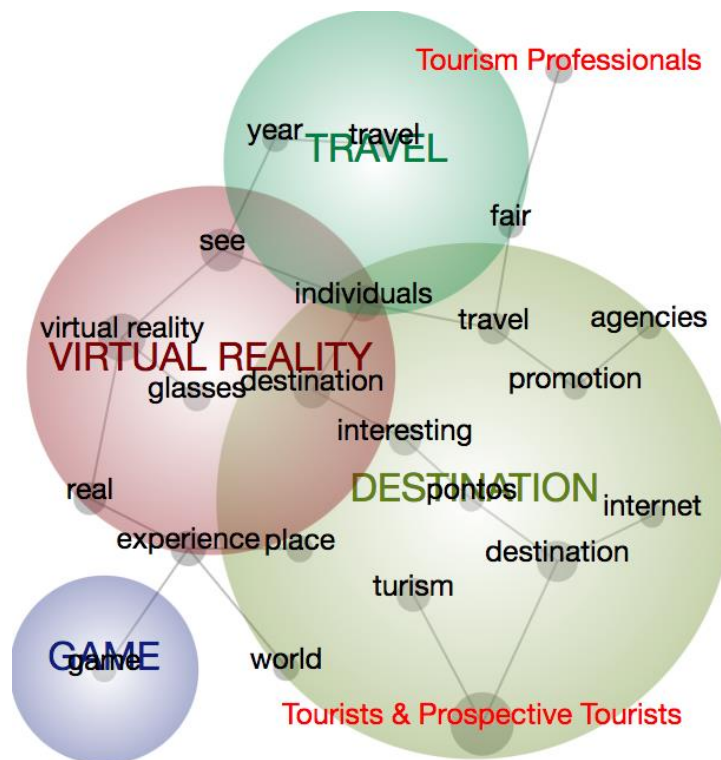 Tourism Professionals
year
travel
TRAVEL
fair
see
individuals
travel
agencies
virtual reality
VIRTUAL REALITY
glasses
destination
promotion
interesting
real
DESTINATION
pontos
internet
experience
place
destination
turism
GAME
game
world
Tourists & Prospective Tourists